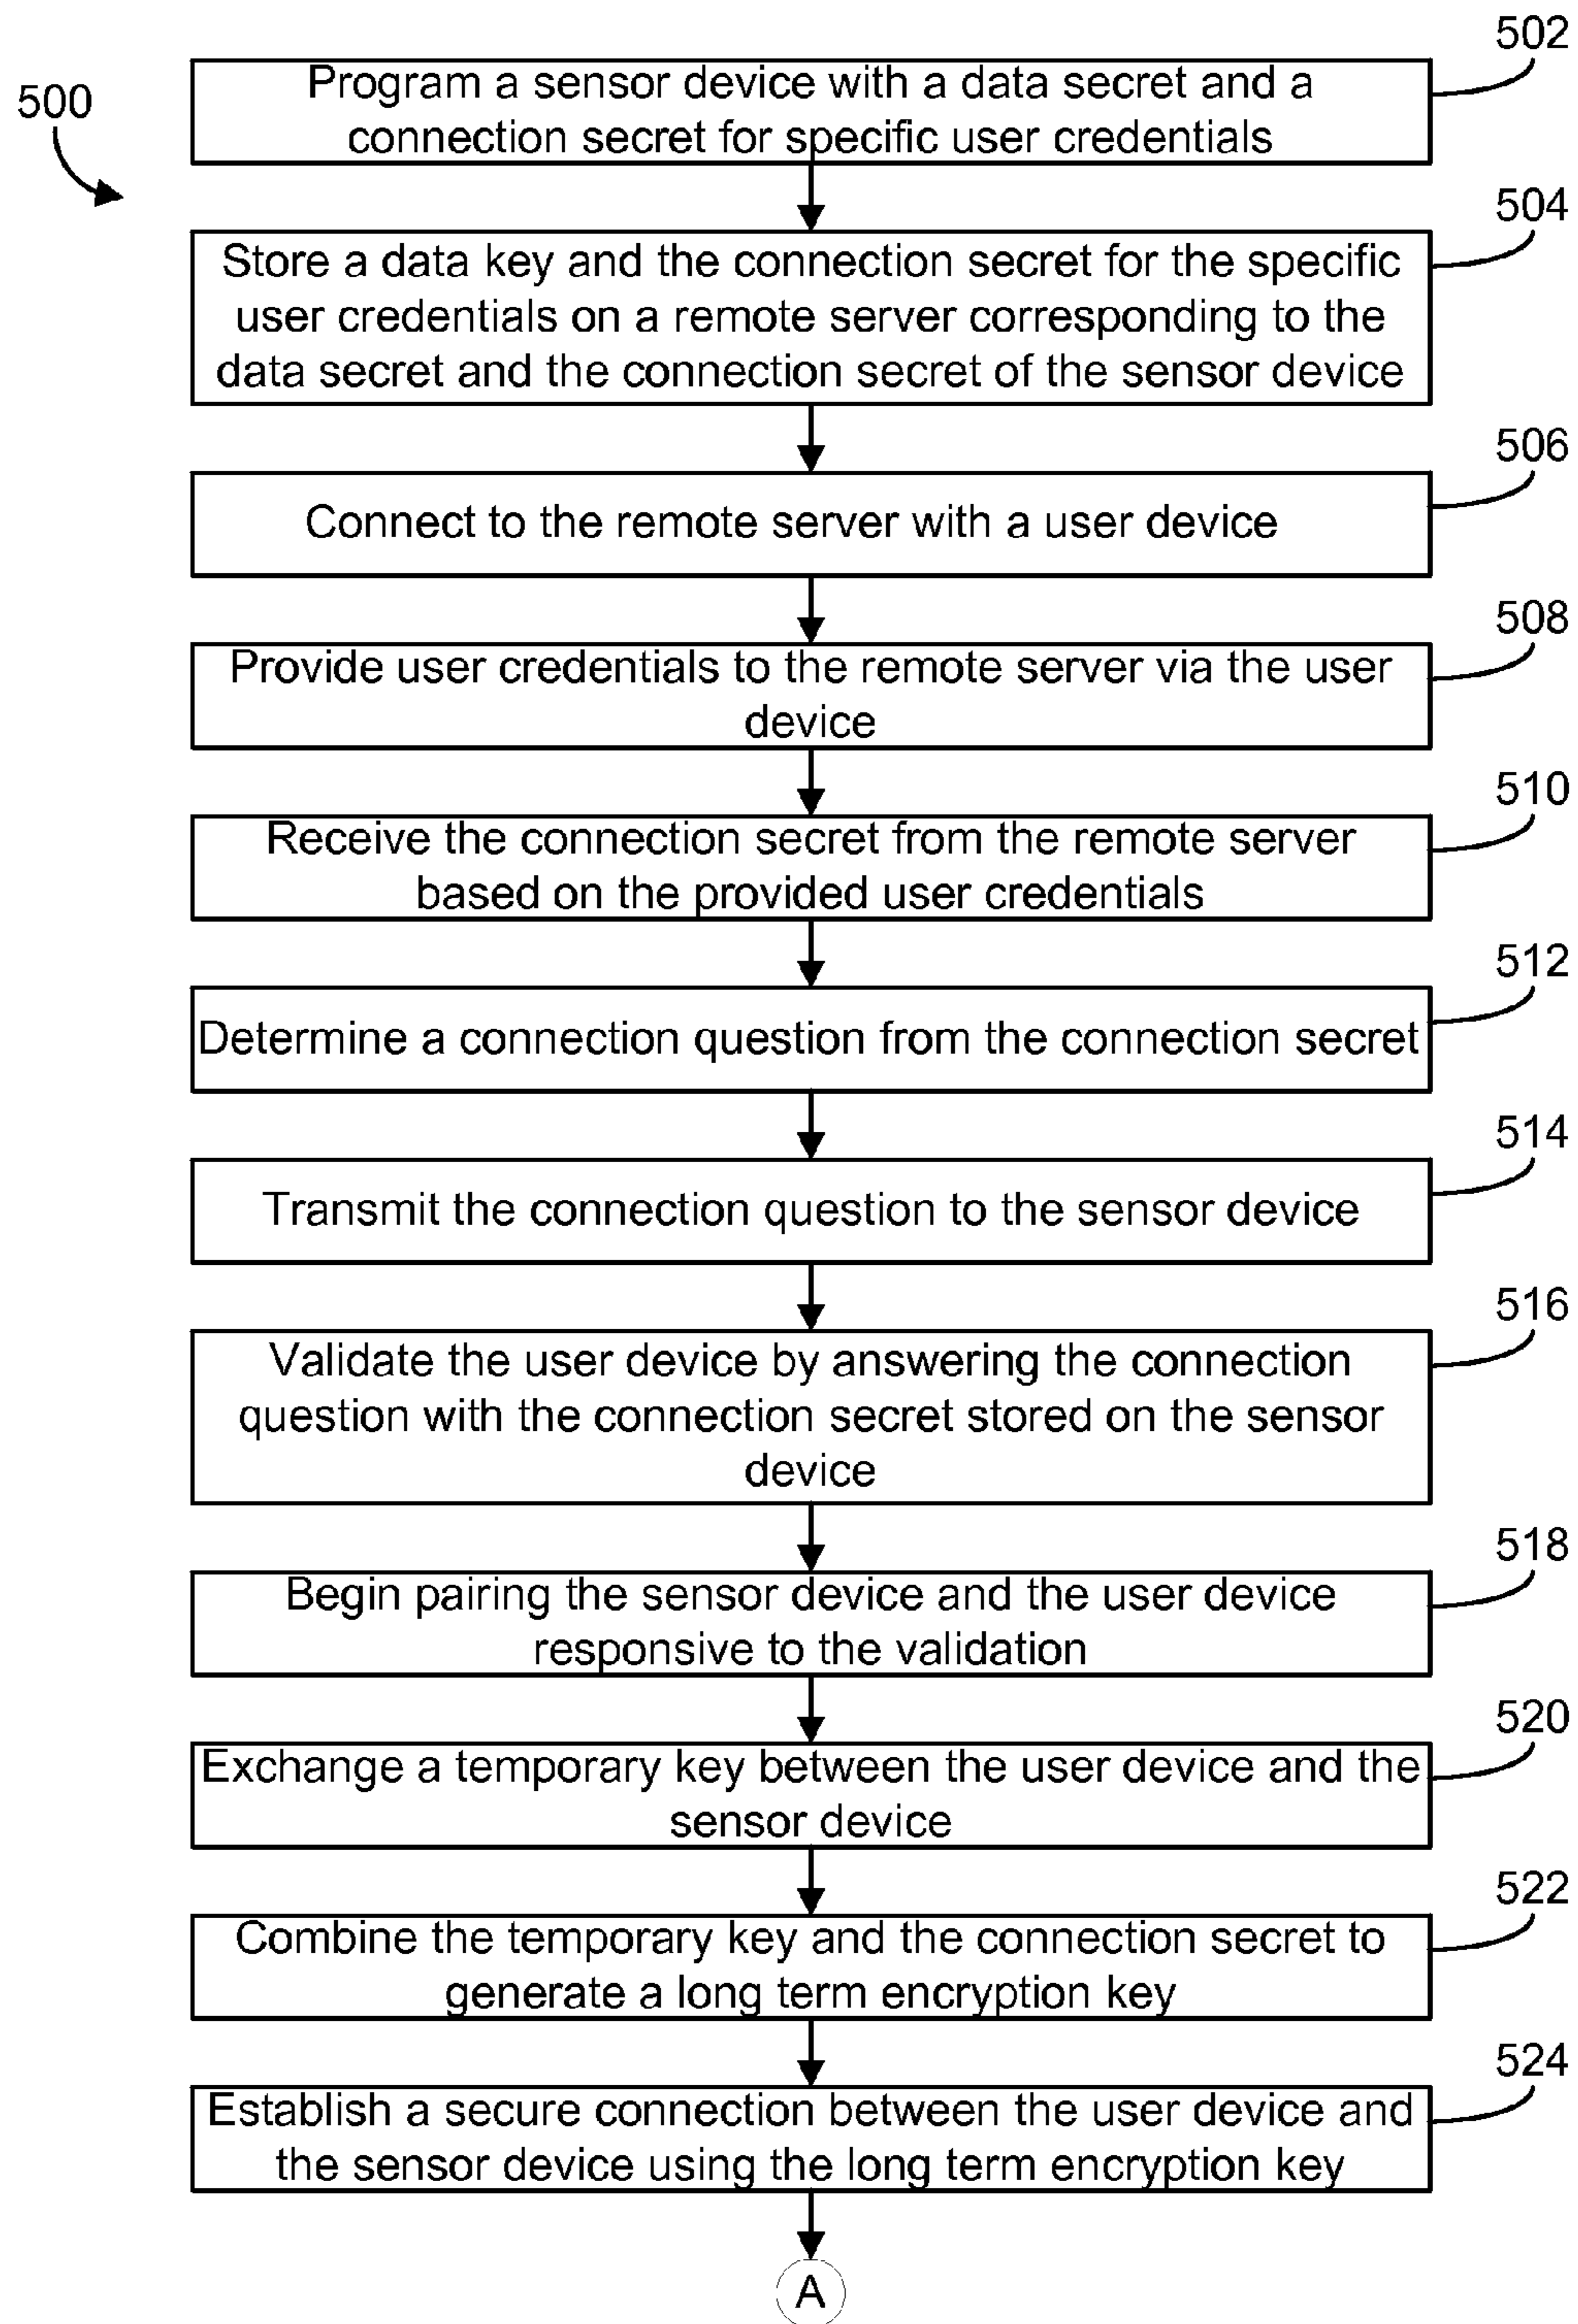 500
502
Program a sensor device with a data secret and a
connection secret for specific user credentials
504
Store a data key and the connection secret for the specific
user credentials on a remote server corresponding to the
data secret and the connection secret of the sensor device
506
Connect to the remote server with a user device
508
Provide user credentials to the remote server via the user
device
510
Receive the connection secret from the remote server
based on the provided user credentials
512
Determine a connection question from the connection secret
514
Transmit the connection question to the sensor device
516
Validate the user device by answering the connection
question with the connection secret stored on the sensor
device
518
Begin pairing the sensor device and the user device
responsive to the validation
520
Exchange a temporary key between the user device and the
sensor device
522
Combine the temporary key and the connection secret to
generate a long term encryption key
524
Establish a secure connection between the user device and
the sensor device using the long term encryption key
A